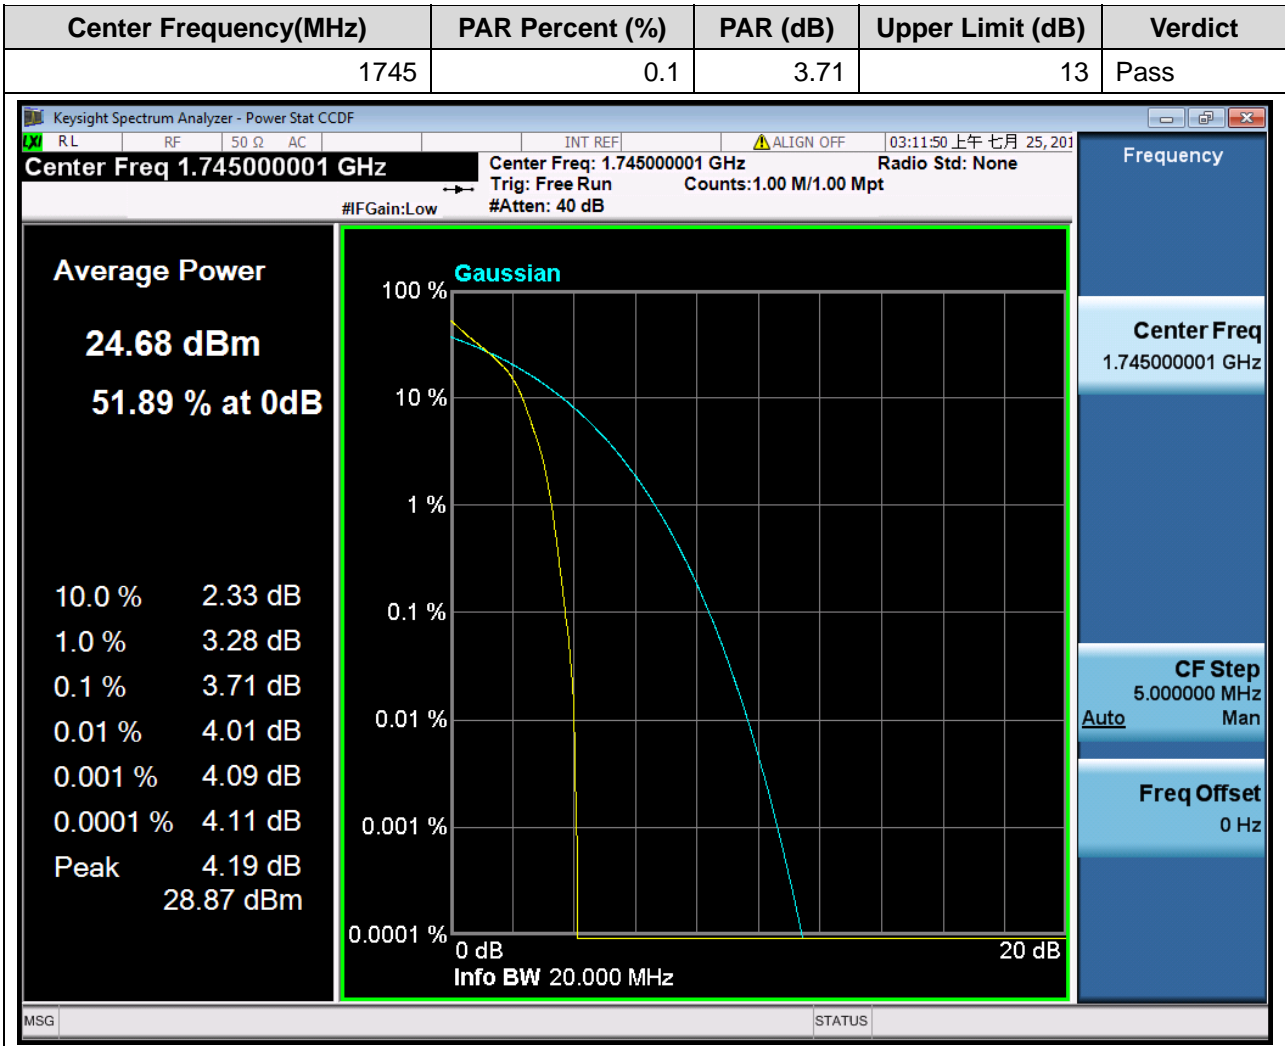 Center Frequency(MHz) PAR Percent (%) PAR (dB) Upper Limit (dB) Verdict
1745 0.1 3.71 13 Pass
Keysight Spectrum Analyzer - Power Stat CCDF
LXI RL RF 50 Ω AC INT REF ALIGN OFF 03:11:50 上午 七月 25, 201
Center Freq 1.745000001 GHz
#IFGain:Low
Center Freq: 1.745000001 GHz Radio Std: None
Trig: Free Run Counts:1.00 M/1.00 Mpt
#Atten: 40 dB
Average Power
24.68 dBm
51.89 % at 0dB
10.0 % 2.33 dB
1.0 % 3.28 dB
0.1 % 3.71 dB
0.01 % 4.01 dB
0.001 % 4.09 dB
0.0001 % 4.11 dB
Peak 4.19 dB
28.87 dBm
Gaussian
100 %
10 %
1 %
0.1 %
0.01 %
0.001 %
0.0001 %
0 dB 20 dB
Info BW 20.000 MHz
Frequency
Center Freq
1.745000001 GHz
CF Step
5.000000 MHz
Auto Man
Freq Offset
0 Hz
MSG STATUS